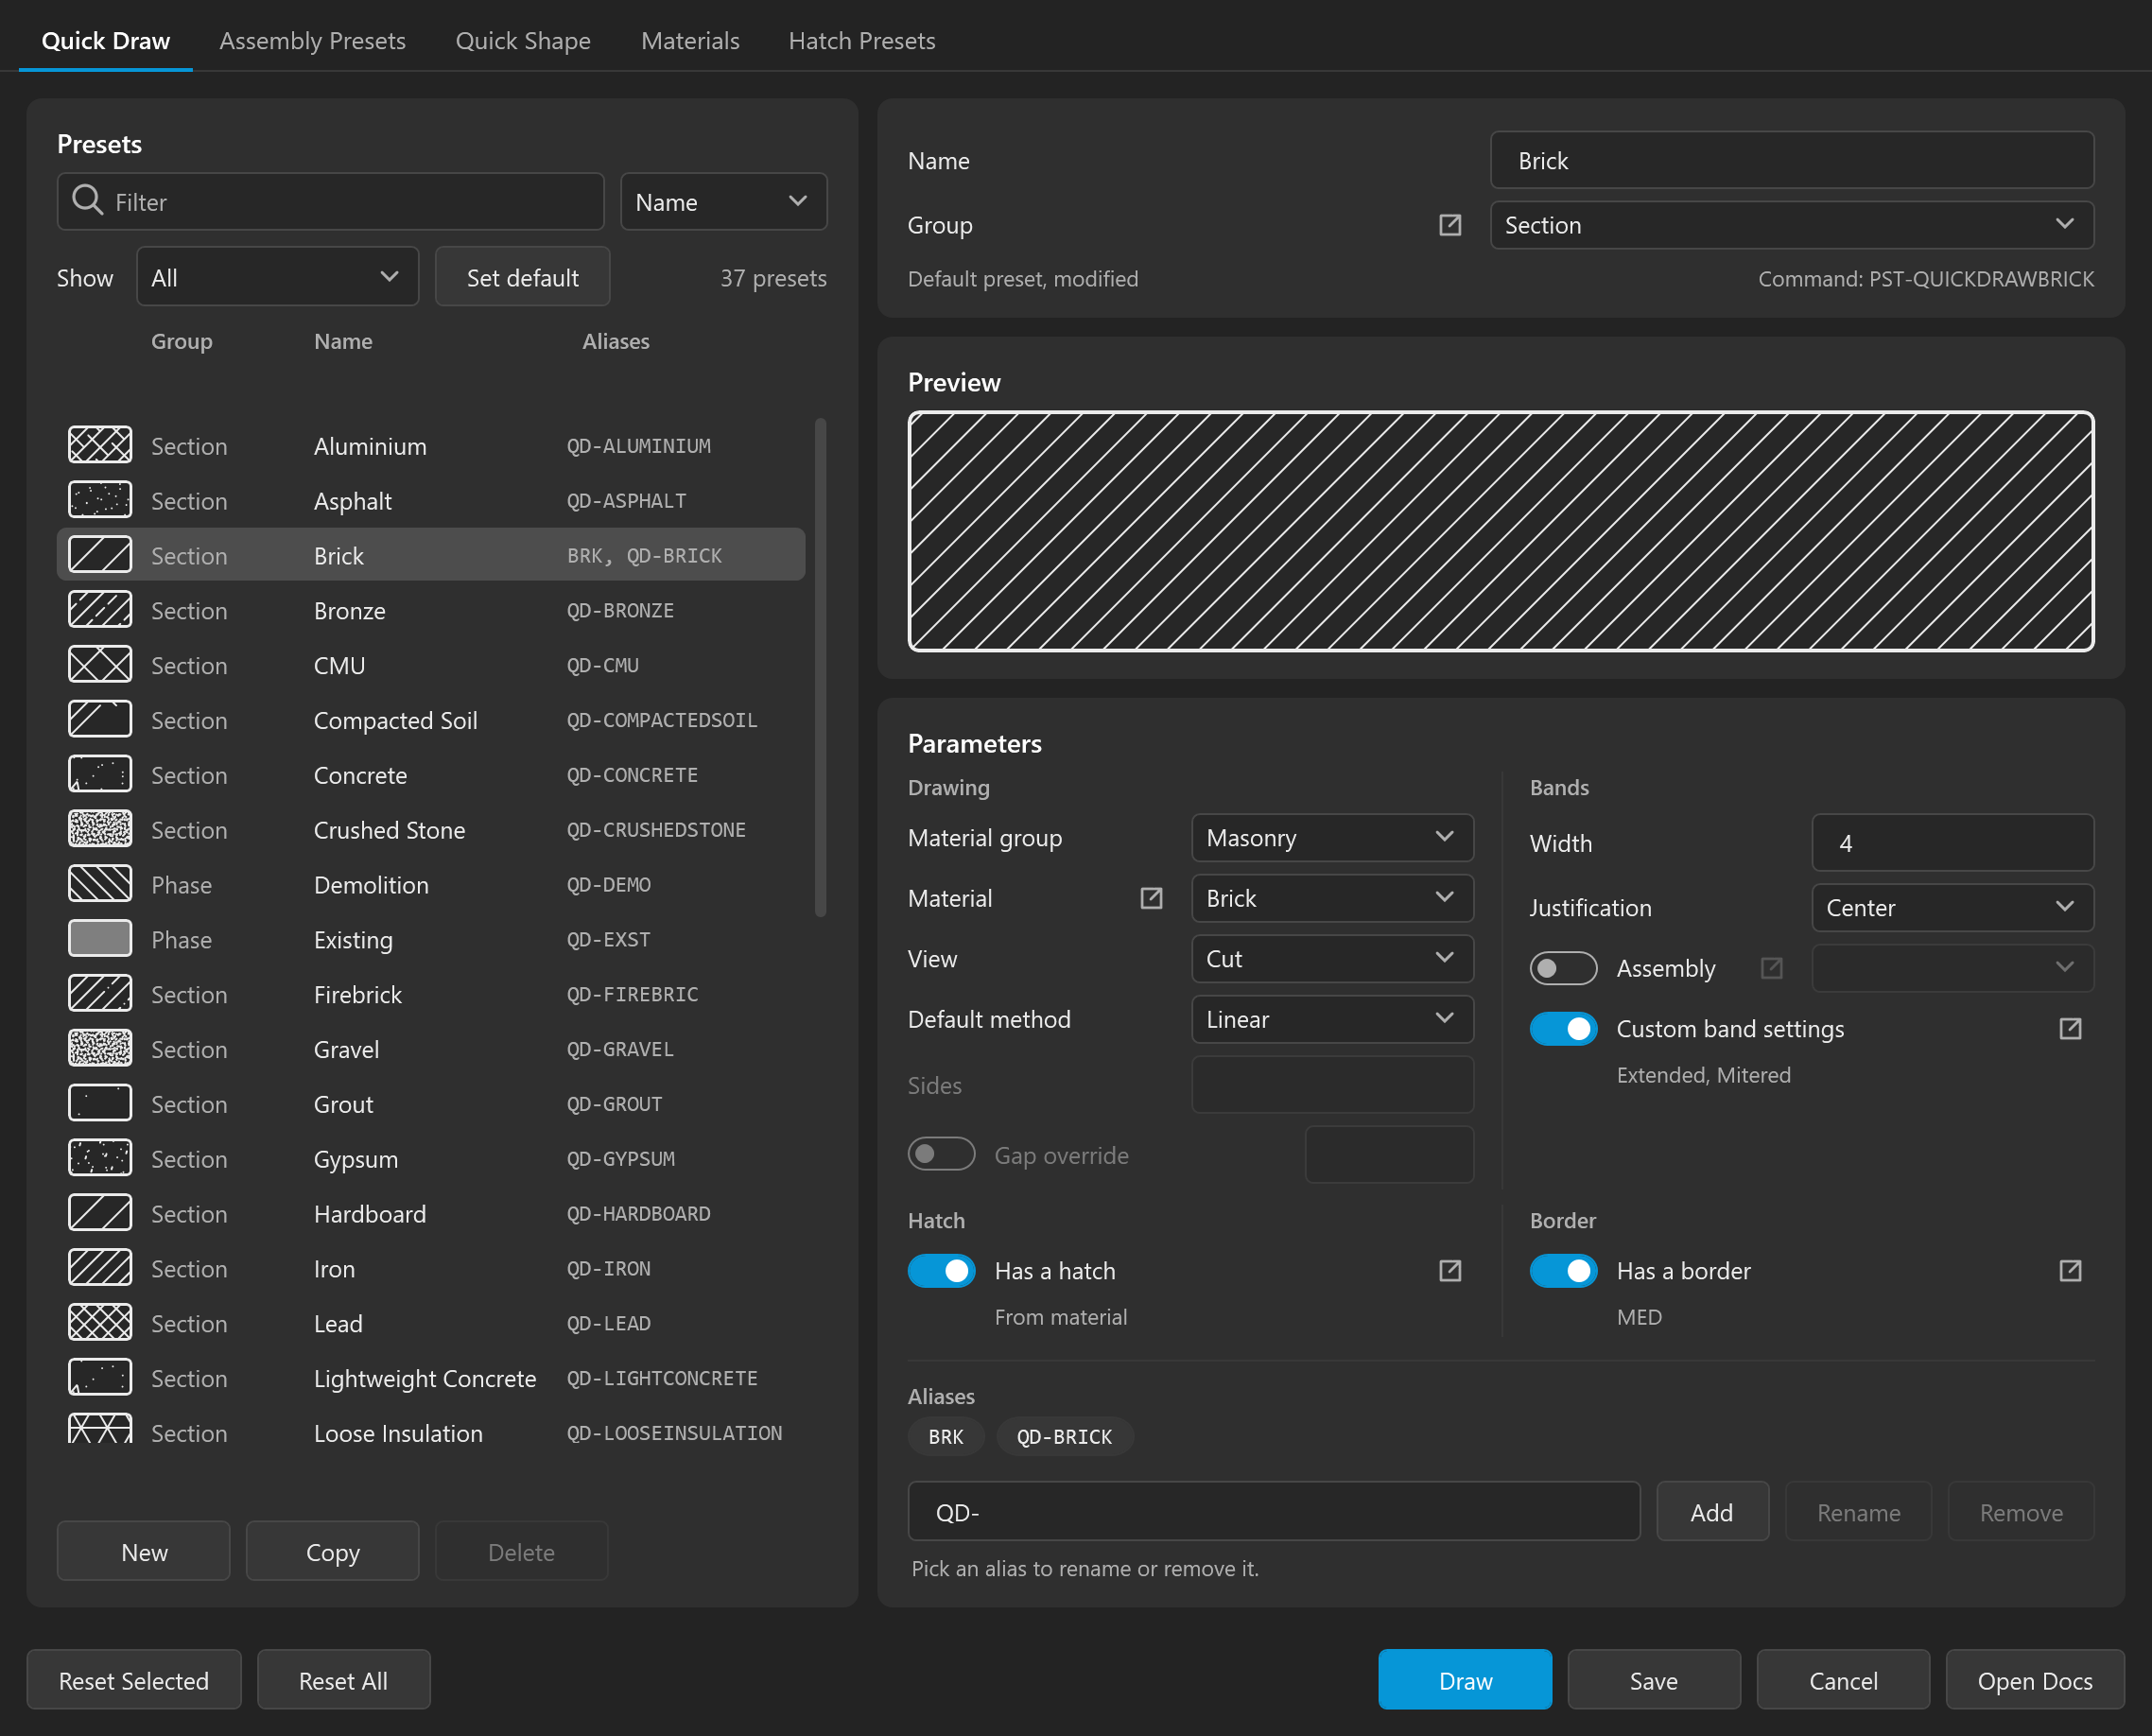 Quick Draw Assembly Presets Quick Shape Materials Hatch Presets
Presets
Filter Name
Show All Set default 37 presets
Group Name Aliases
Section Aluminium QD-ALUMINIUM
Section Asphalt QD-ASPHALT
Section Brick BRK, QD-BRICK
Section Bronze QD-BRONZE
Section CMU QD-CMU
Section Compacted Soil QD-COMPACTEDSOIL
Section Concrete QD-CONCRETE
Section Crushed Stone QD-CRUSHEDSTONE
Phase Demolition QD-DEMO
Phase Existing QD-EXST
Section Firebrick QD-FIREBRIC
Section Gravel QD-GRAVEL
Section Grout QD-GROUT
Section Gypsum QD-GYPSUM
Section Hardboard QD-HARDBOARD
Section Iron QD-IRON
Section Lead QD-LEAD
Section Lightweight Concrete QD-LIGHTCONCRETE
Section Loose Insulation QD-LOOSEINSULATION
New Copy Delete
Name Brick
Group Section
Default preset, modified Command: PST-QUICKDRAWBRICK
Preview
Parameters
Drawing
Material group Masonry
Material Brick
View Cut
Default method Linear
Sides
Gap override
Bands
Width 4
Justification Center
Assembly
Custom band settings
Extended, Mitered
Hatch
Has a hatch
From material
Border
Has a border
MED
Aliases
BRK QD-BRICK
QD- Add Rename Remove
Pick an alias to rename or remove it.
Reset Selected Reset All Draw Save Cancel Open Docs